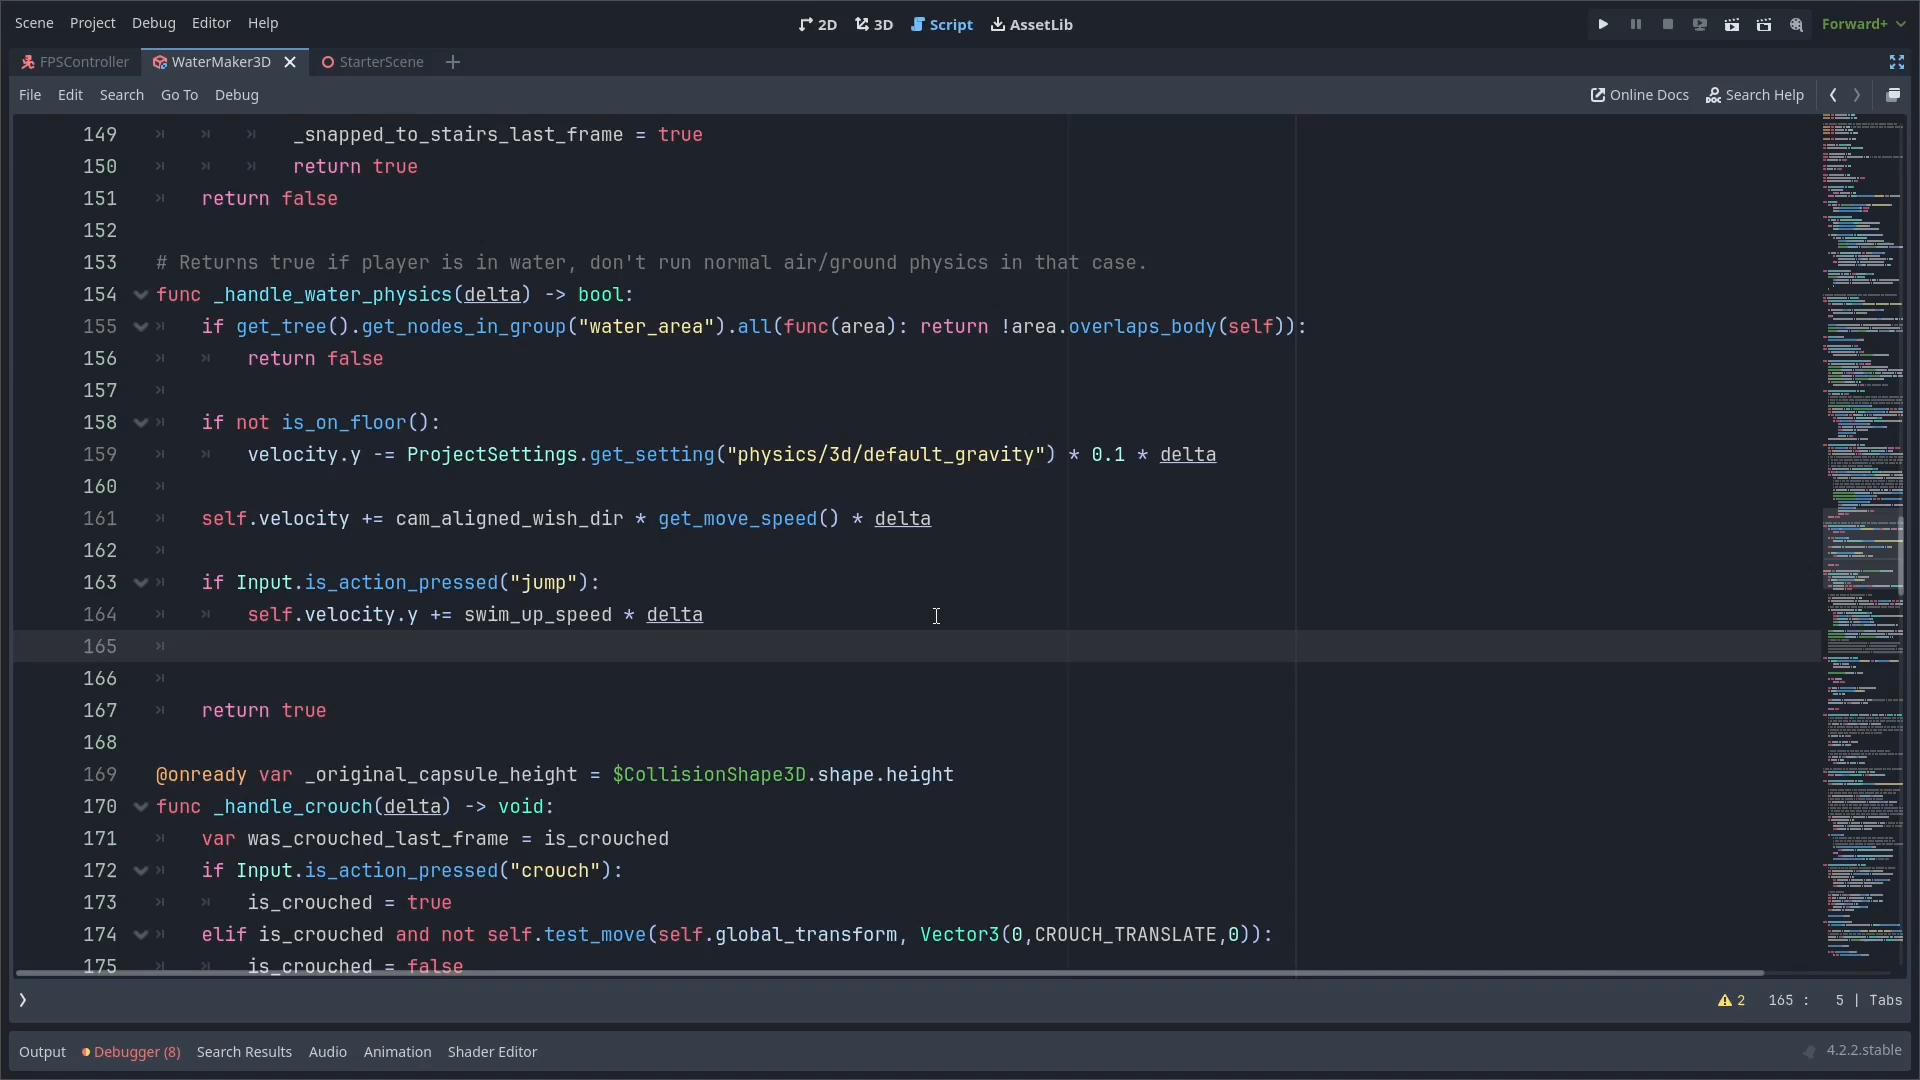 Scene Project Debug Editor Help 2D 3D Script AssetLib Forward+
FPSController WaterMaker3D StarterScene
File Edit Search Go To Debug Online Docs Search Help
149 _snapped_to_stairs_last_frame = true
150 return true
151 return false
152
153 # Returns true if player is in water, don't run normal air/ground physics in that case.
154 func _handle_water_physics(delta) -> bool:
155 if get_tree().get_nodes_in_group("water_area").all(func(area): return !area.overlaps_body(self)):
156 return false
157
158 if not is_on_floor():
159 velocity.y -= ProjectSettings.get_setting("physics/3d/default_gravity") * 0.1 * delta
160
161 self.velocity += cam_aligned_wish_dir * get_move_speed() * delta
162
163 if Input.is_action_pressed("jump"):
164 self.velocity.y += swim_up_speed * delta
165
166
167 return true
168
169 @onready var _original_capsule_height = $CollisionShape3D.shape.height
170 func _handle_crouch(delta) -> void:
171 var was_crouched_last_frame = is_crouched
172 if Input.is_action_pressed("crouch"):
173 is_crouched = true
174 elif is_crouched and not self.test_move(self.global_transform, Vector3(0,CROUCH_TRANSLATE,0)):
175 is_crouched = false
2 165 : 5 | Tabs
Output Debugger (8) Search Results Audio Animation Shader Editor 4.2.2.stable